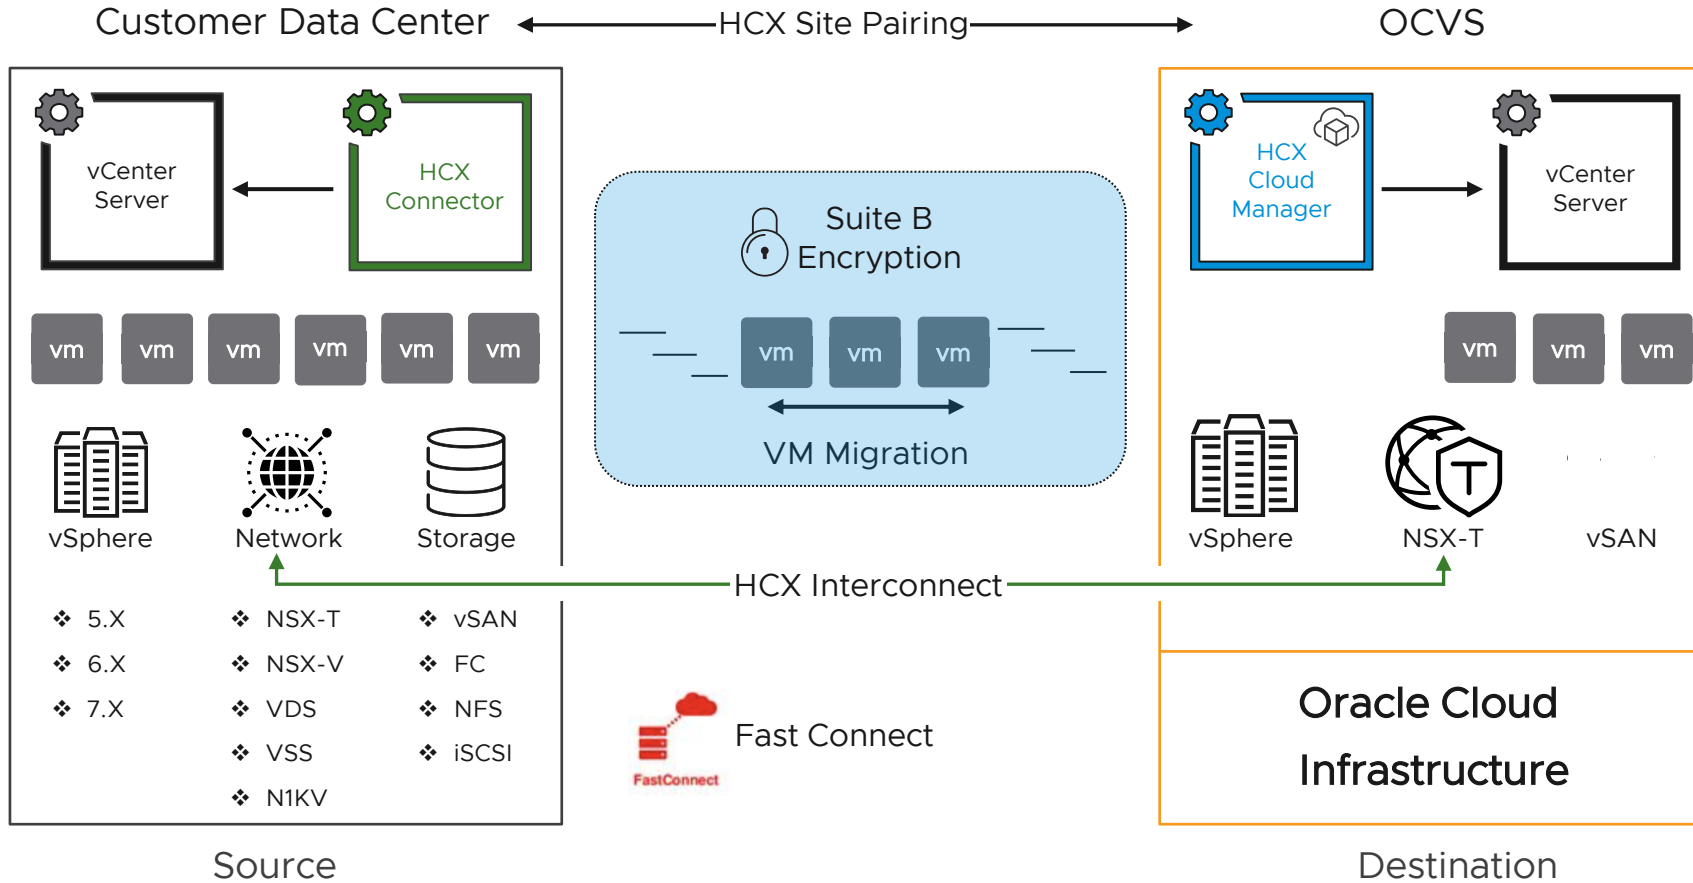 Customer Data Center
HCX Site Pairing
OCVS
vCenter
Server
HCX
Connector
Suite B
Encryption
HCX
Cloud
Manager
vCenter
Server
vm vm vm vm vm vm
vm vm vm
vm vm vm
VM Migration
vSphere
Network
Storage
T
vSphere
NSX-T
vSAN
HCX Interconnect
❖ 5.X
❖ 6.X
❖ 7.X
❖ NSX-T
❖ NSX-V
❖ VDS
❖ VSS
❖ N1KV
❖ vSAN
❖ FC
❖ NFS
❖ iSCSI
FastConnect
Fast Connect
Oracle Cloud
Infrastructure
Source
Destination